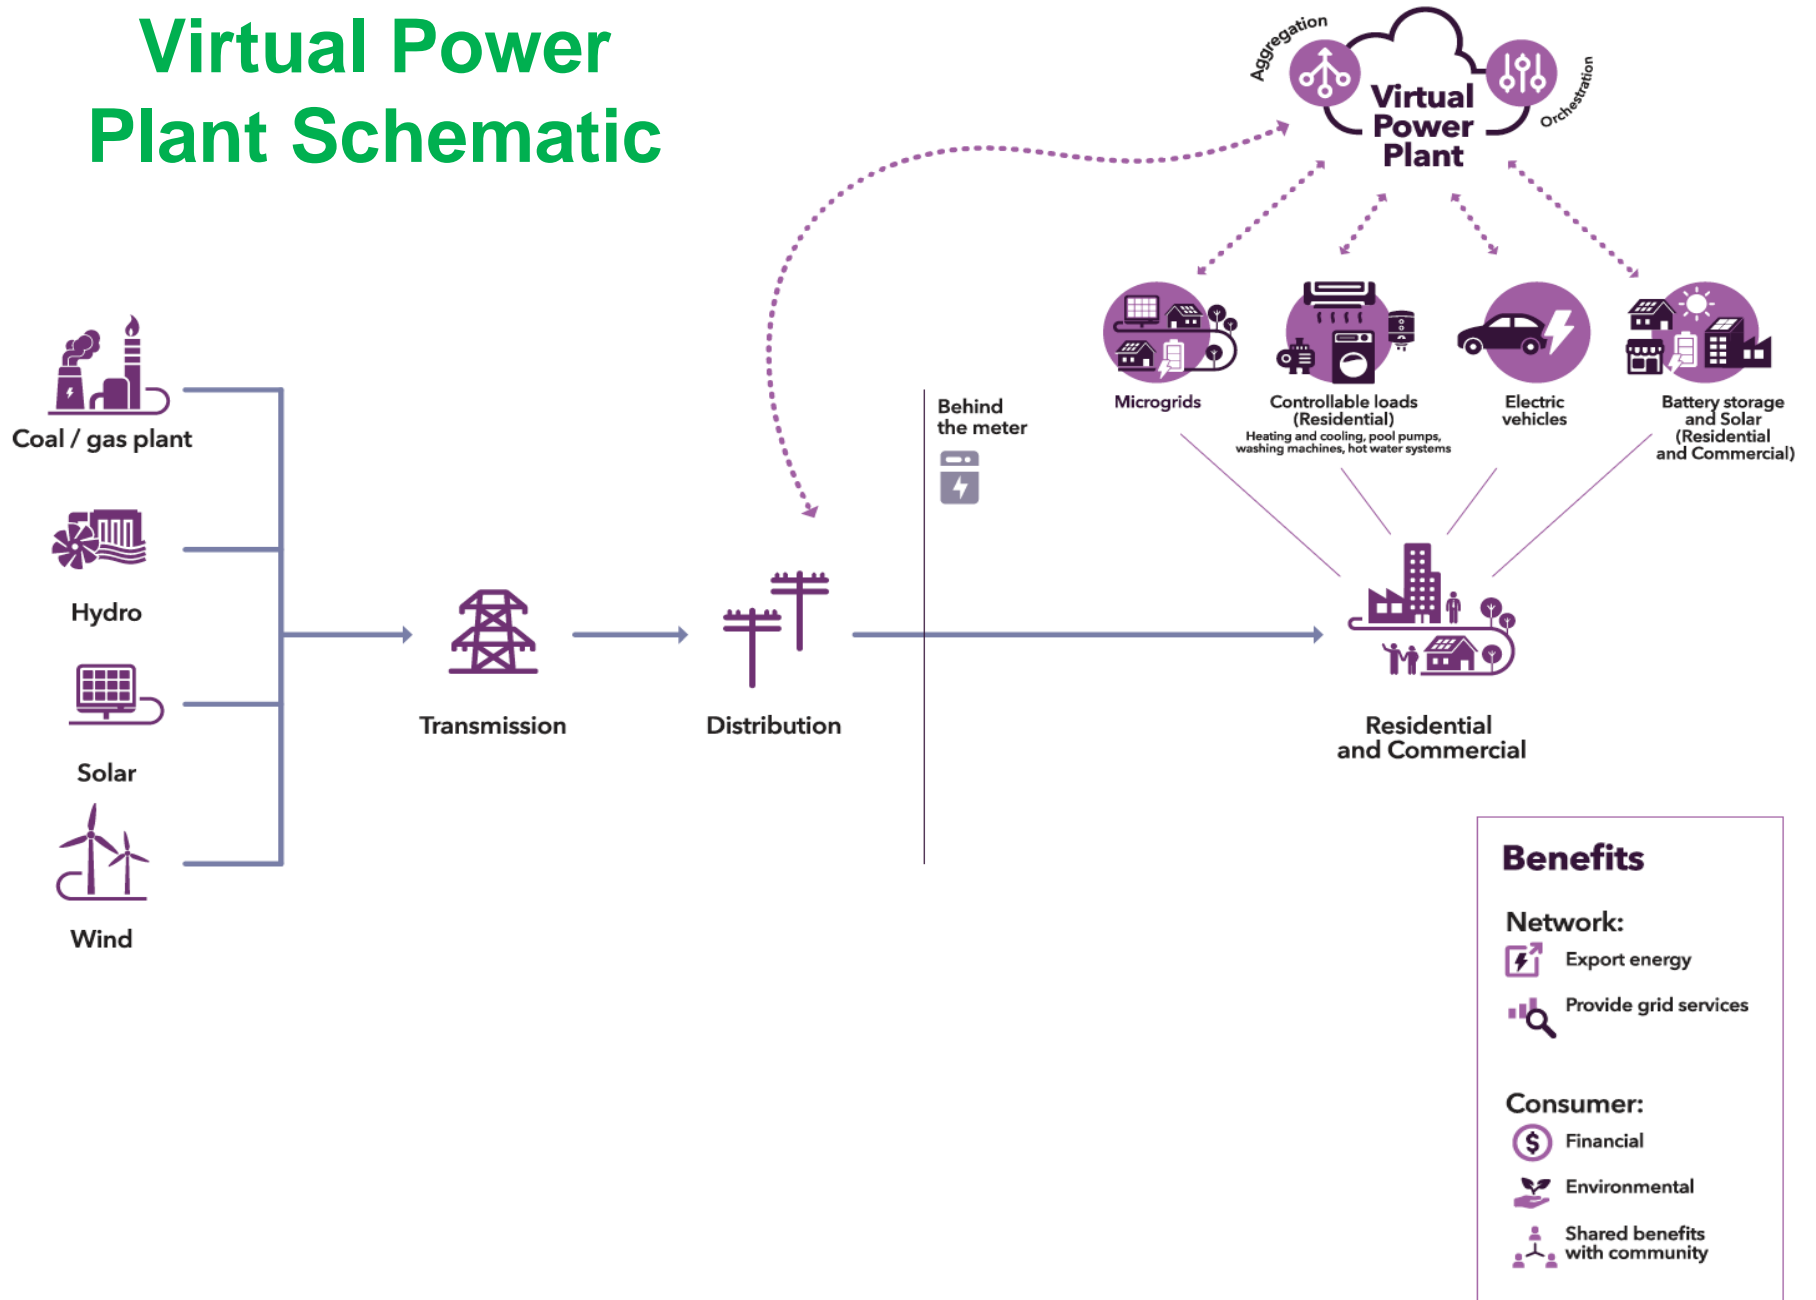 Virtual Power
Plant Schematic
Aggregation
Orchestration
Virtual
Power
Plant
Coal / gas plant
Hydro
Solar
Wind
Transmission
Distribution
Behind
the meter
Microgrids
Controllable loads
(Residential)
Heating and cooling, pool pumps,
washing machines, hot water systems
Electric
vehicles
Battery storage
and Solar
(Residential
and Commercial)
Residential
and Commercial
Benefits
Network:
Export energy
Provide grid services
Consumer:
$
Financial
Environmental
Shared benefits
with community